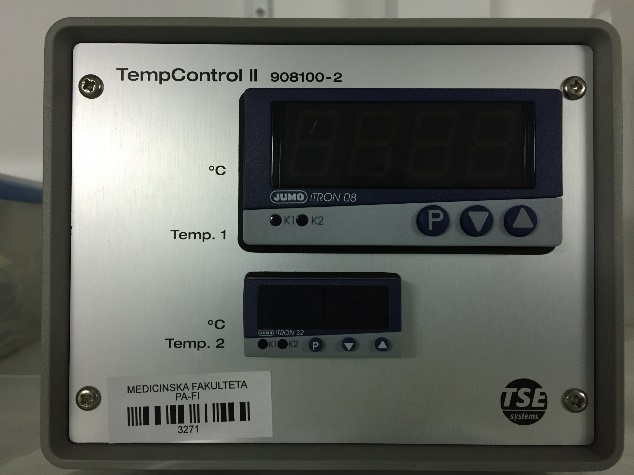 TempControl II 908100-2
°C
JUMO iTRON 08
K1 K2 P
Temp. 1
°C
JUMO iTRON 32
K1 K2 P
Temp. 2
MEDICINSKA FAKULTETA
PA-FI
3271
TSE
systems